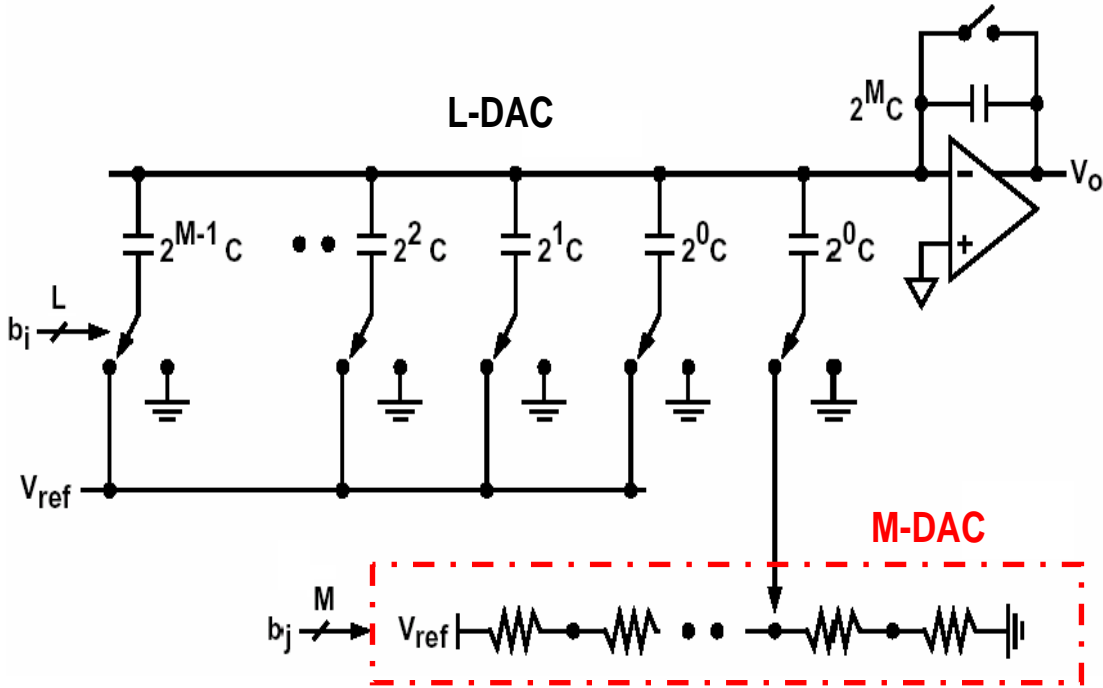 L-DAC
2^M C
- 
V_o
+
2^{M-1} C
2^2 C
2^1 C
2^0 C
2^0 C
L
b_i
V_ref
M-DAC
M
b_j
V_ref